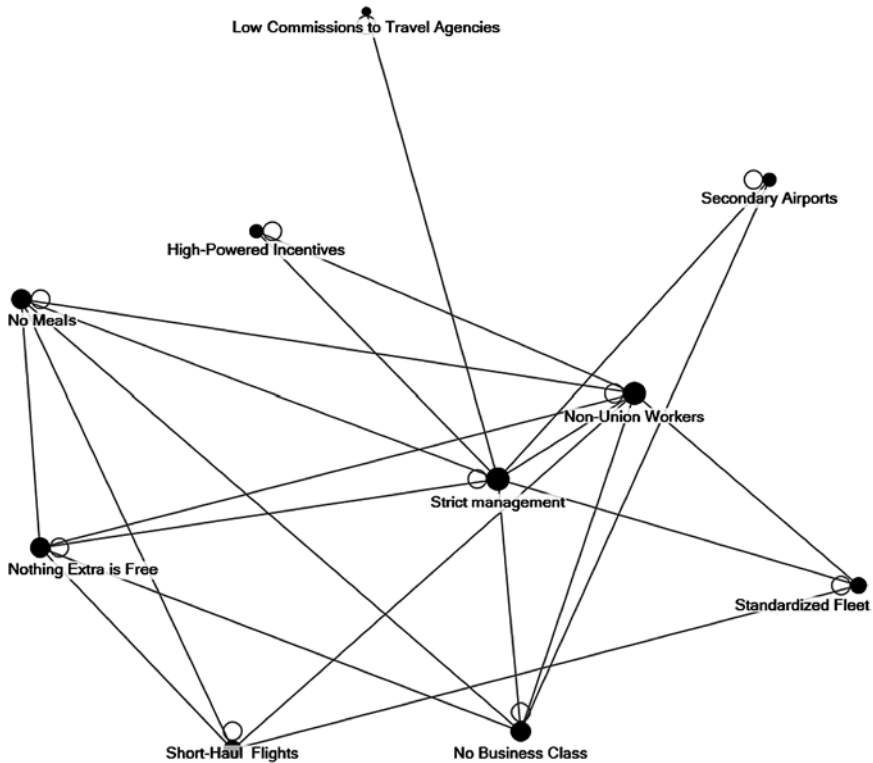 Low Commissions to Travel Agencies
Secondary Airports
High-Powered Incentives
No Meals
Non-Union Workers
Strict management
Nothing Extra is Free
Standardized Fleet
Short-Haul Flights
No Business Class